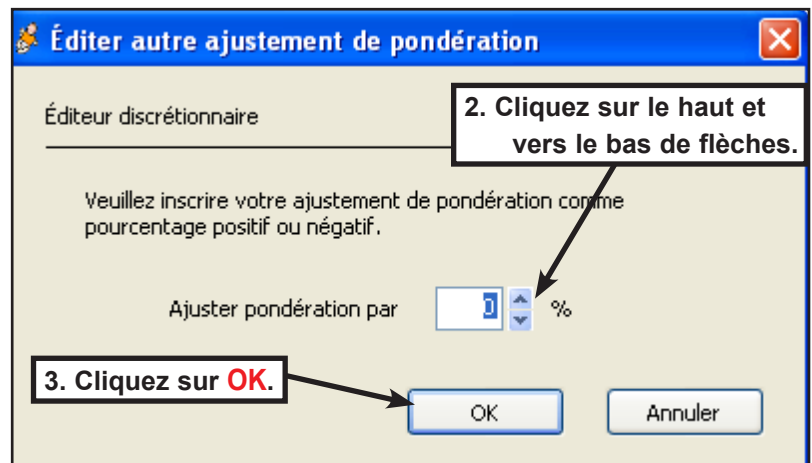 Éditer autre ajustement de pondération
Éditeur discrétionnaire
2. Cliquez sur le haut et
vers le bas de flèches.
Veuillez inscrire votre ajustement de pondération comme
pourcentage positif ou négatif.
Ajuster pondération par 0 %
3. Cliquez sur OK.
OK Annuler